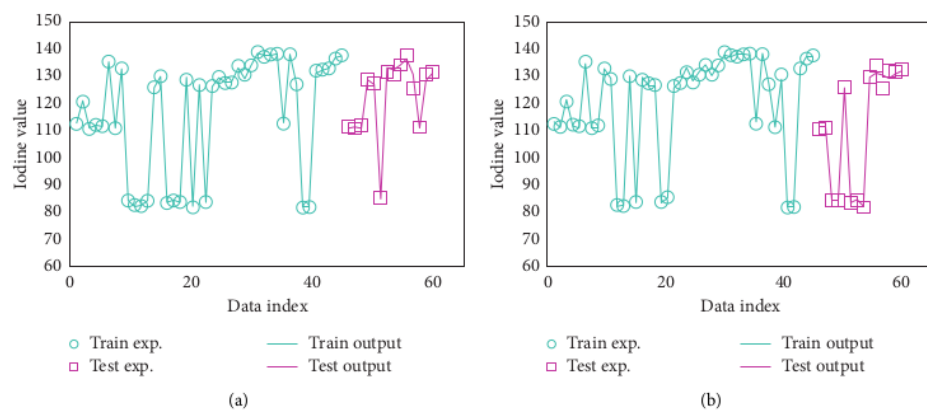 150
140
130
120
110
100
90
80
70
60
Iodine value
0 20 40 60
Data index
Train exp. Train output
Test exp. Test output
(a)
150
140
130
120
110
100
90
80
70
60
Iodine value
0 20 40 60
Data index
Train exp. Train output
Test exp. Test output
(b)